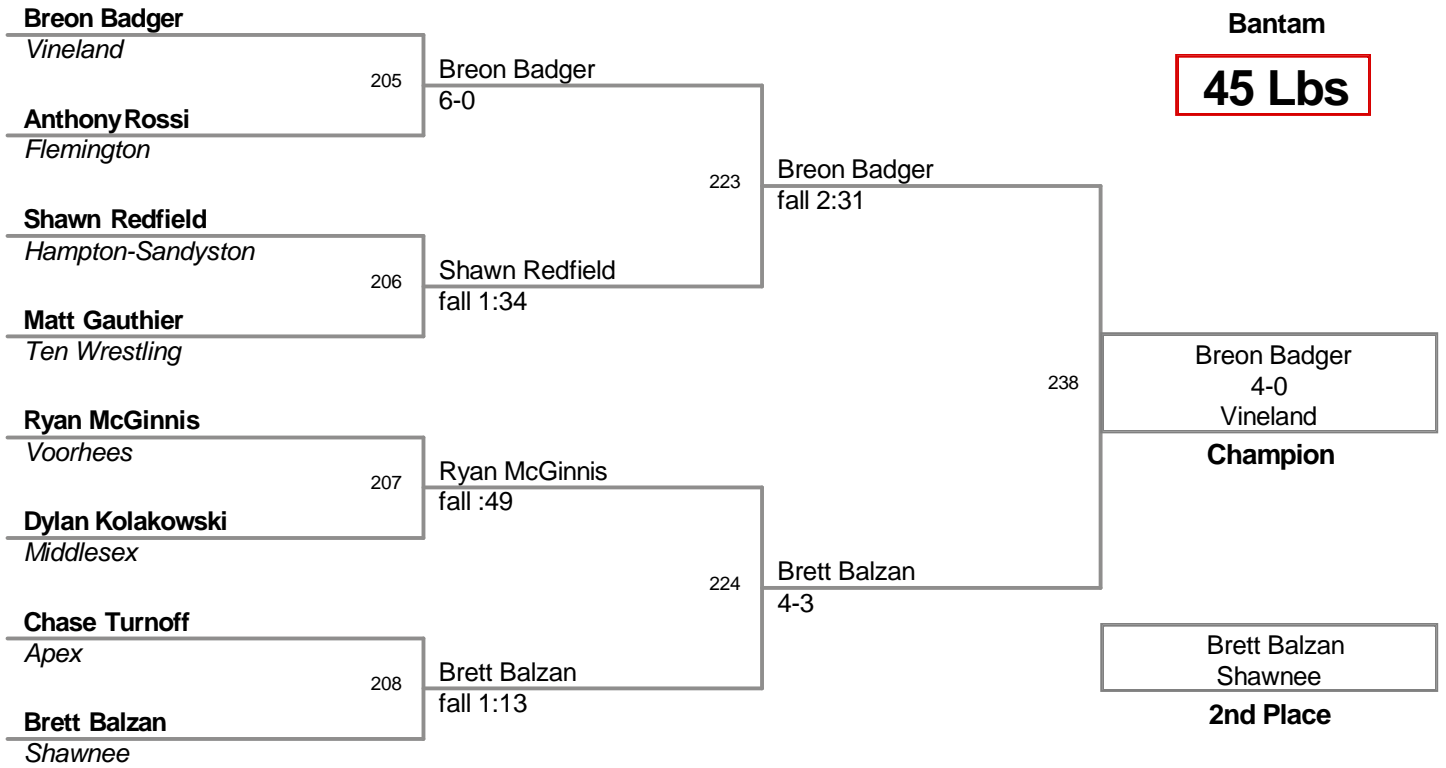 Breon Badger
Vineland
205
Anthony Rossi
Flemington
Breon Badger
6-0
Shawn Redfield
Hampton-Sandyston
206
Matt Gauthier
Ten Wrestling
Shawn Redfield
fall 1:34
223
Breon Badger
fall 2:31
Ryan McGinnis
Voorhees
207
Dylan Kolakowski
Middlesex
Ryan McGinnis
fall :49
Chase Turnoff
Apex
208
Brett Balzan
Shawnee
Brett Balzan
fall 1:13
224
Brett Balzan
4-3
238
Bantam
45 Lbs
Breon Badger
4-0
Vineland
Champion
Brett Balzan
Shawnee
2nd Place